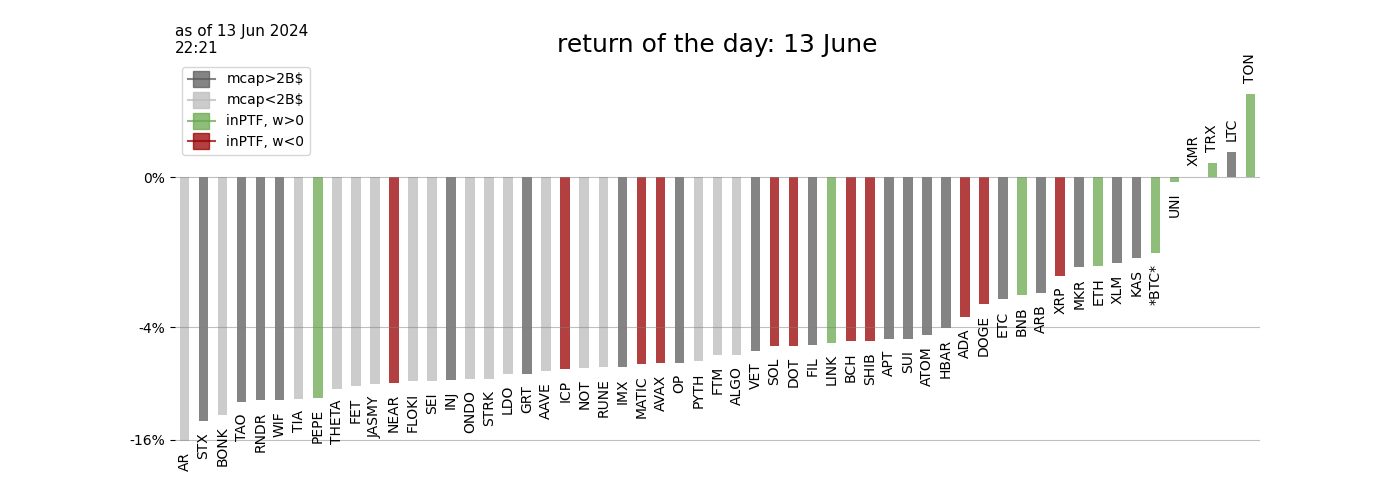 as of 13 Jun 2024
22:21
return of the day: 13 June
mcap>2B$
mcap<2B$
inPTF, w>0
inPTF, w<0
0%
-4%
-16%
AR
STX
BONK
TAO
RNDR
WIF
TIA
PEPE
THETA
FET
JASMY
NEAR
FLOKI
SEI
INJ
ONDO
STRK
LDO
GRT
AAVE
ICP
NOT
RUNE
IMX
MATIC
AVAX
OP
PYTH
FTM
ALGO
VET
SOL
DOT
FIL
LINK
BCH
SHIB
APT
SUI
ATOM
HBAR
ADA
DOGE
ETC
BNB
ARB
XRP
MKR
ETH
XLM
KAS
*BTC*
UNI
XMR
TRX
LTC
TON